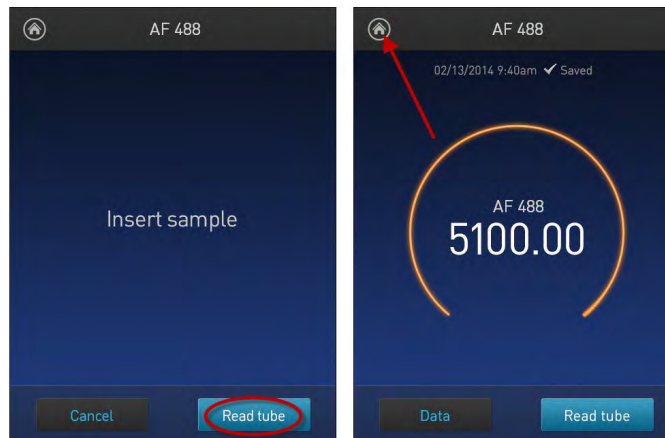 AF 488
Insert sample
Cancel
Read tube
AF 488
02/13/2014 9:40am ✔ Saved
AF 488
5100.00
Data
Read tube